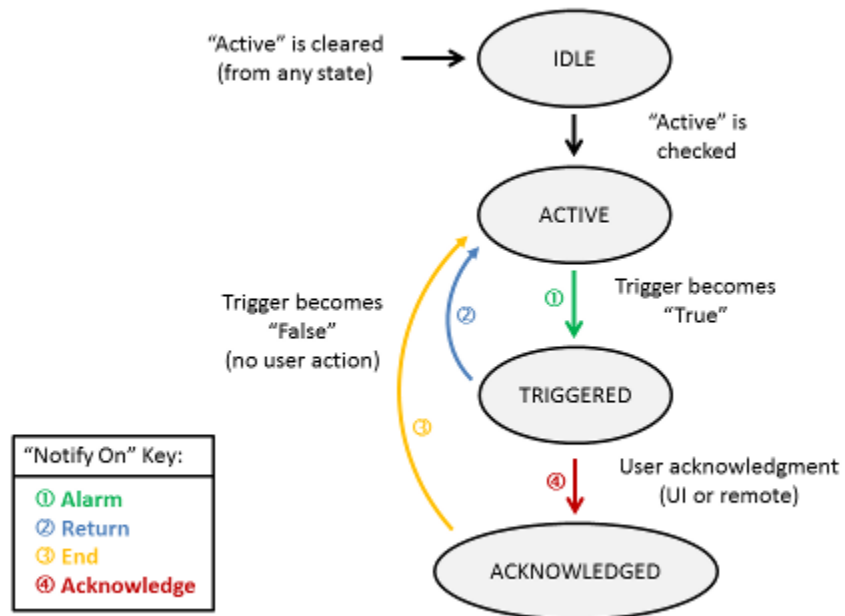 “Active” is cleared
(from any state)
IDLE
“Active” is
checked
ACTIVE
①
Trigger becomes
“True”
②
Trigger becomes
“False”
(no user action)
TRIGGERED
③
④
User acknowledgment
(UI or remote)
ACKNOWLEDGED
“Notify On” Key:
① Alarm
② Return
③ End
④ Acknowledge